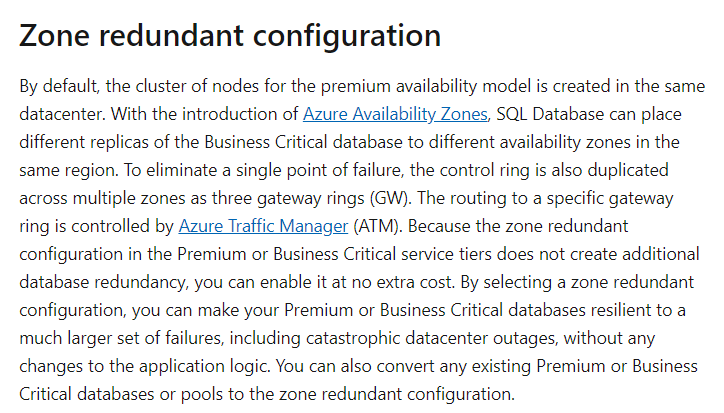 Zone redundant configuration
By default, the cluster of nodes for the premium availability model is created in the same
datacenter. With the introduction of Azure Availability Zones, SQL Database can place
different replicas of the Business Critical database to different availability zones in the
same region. To eliminate a single point of failure, the control ring is also duplicated
across multiple zones as three gateway rings (GW). The routing to a specific gateway
ring is controlled by Azure Traffic Manager (ATM). Because the zone redundant
configuration in the Premium or Business Critical service tiers does not create additional
database redundancy, you can enable it at no extra cost. By selecting a zone redundant
configuration, you can make your Premium or Business Critical databases resilient to a
much larger set of failures, including catastrophic datacenter outages, without any
changes to the application logic. You can also convert any existing Premium or Business
Critical databases or pools to the zone redundant configuration.